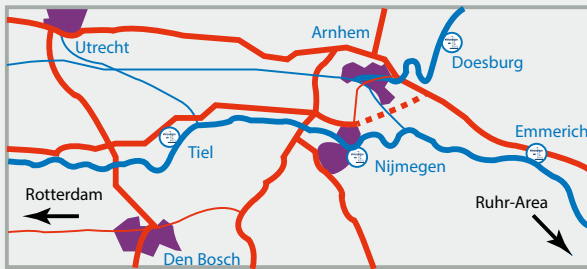 Arnhem
Utrecht
Doesburg
Emmerich
Tiel
Nijmegen
Rotterdam
Ruhr-Area
Den Bosch